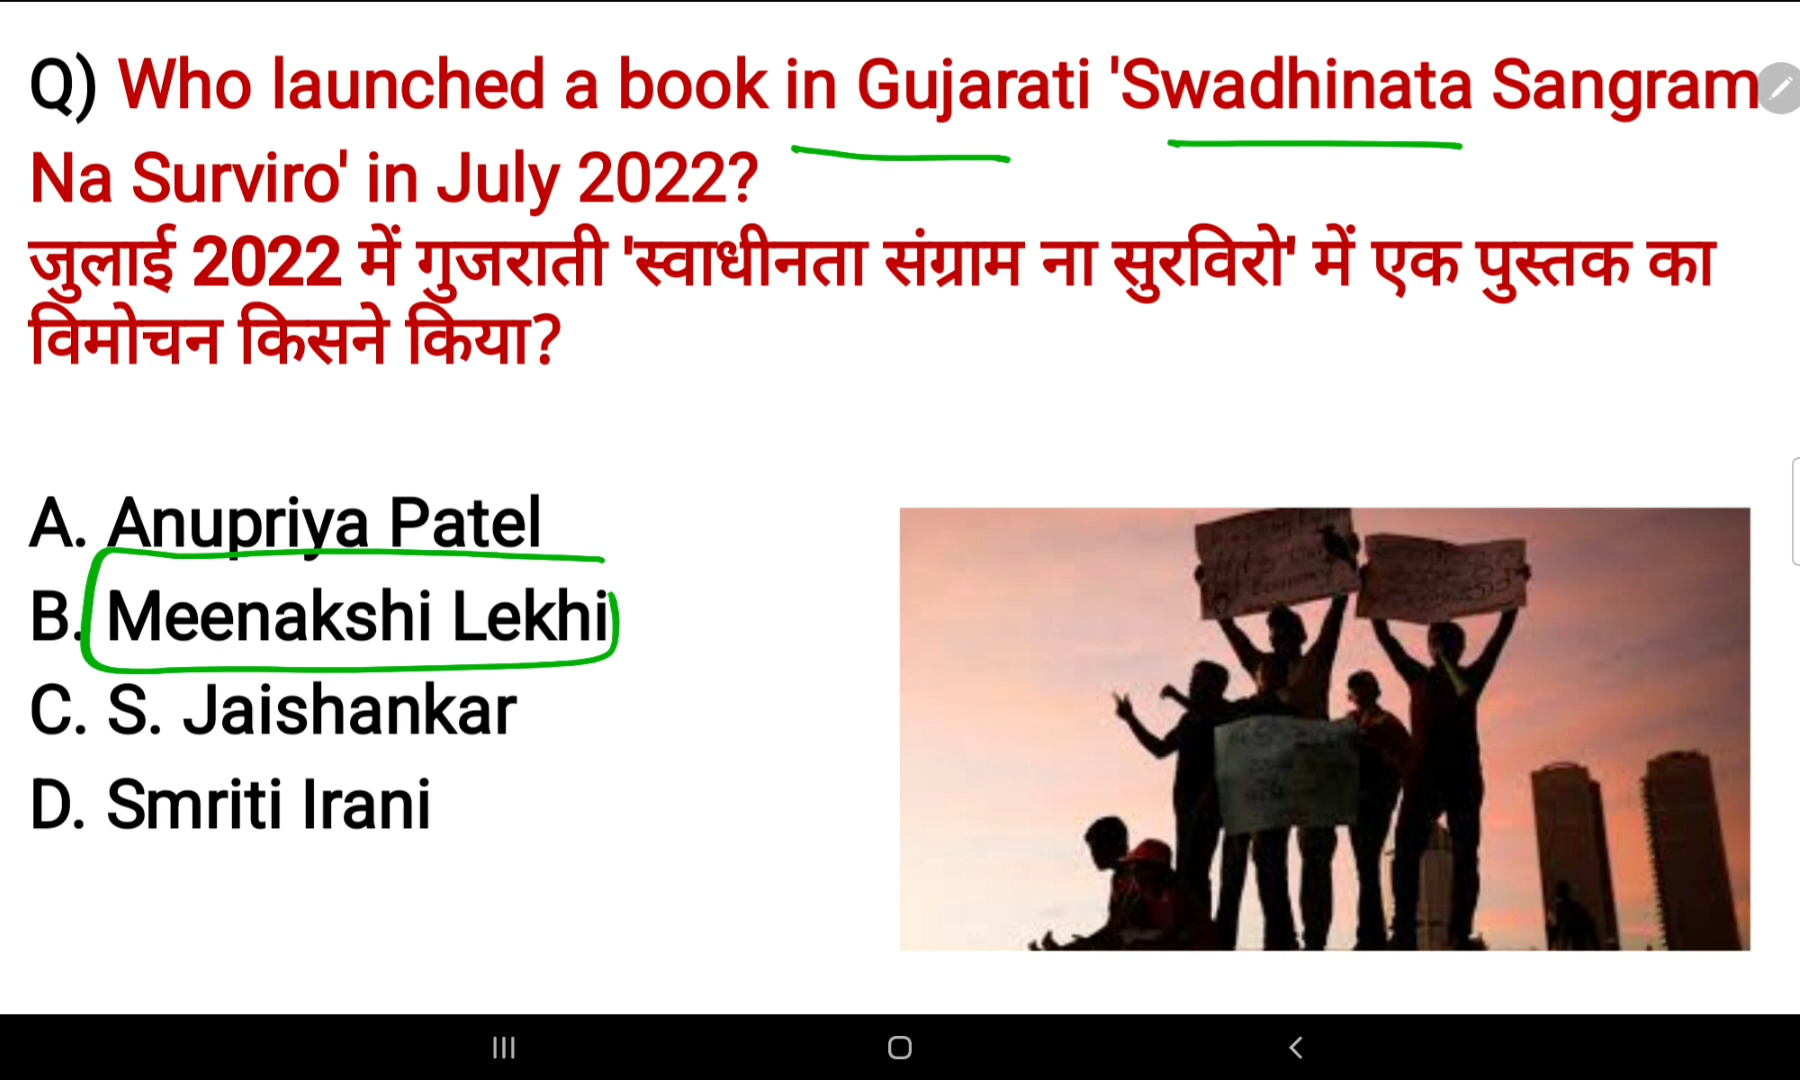 Q) Who launched a book in Gujarati 'Swadhinata Sangram
Na Surviro' in July 2022?
जुलाई 2022 में गुजराती 'स्वाधीनता संग्राम ना सुरविरो' में एक पुस्तक का
विमोचन किसने किया?
A. Anupriya Patel
B. Meenakshi Lekhi
C. S. Jaishankar
D. Smriti Irani